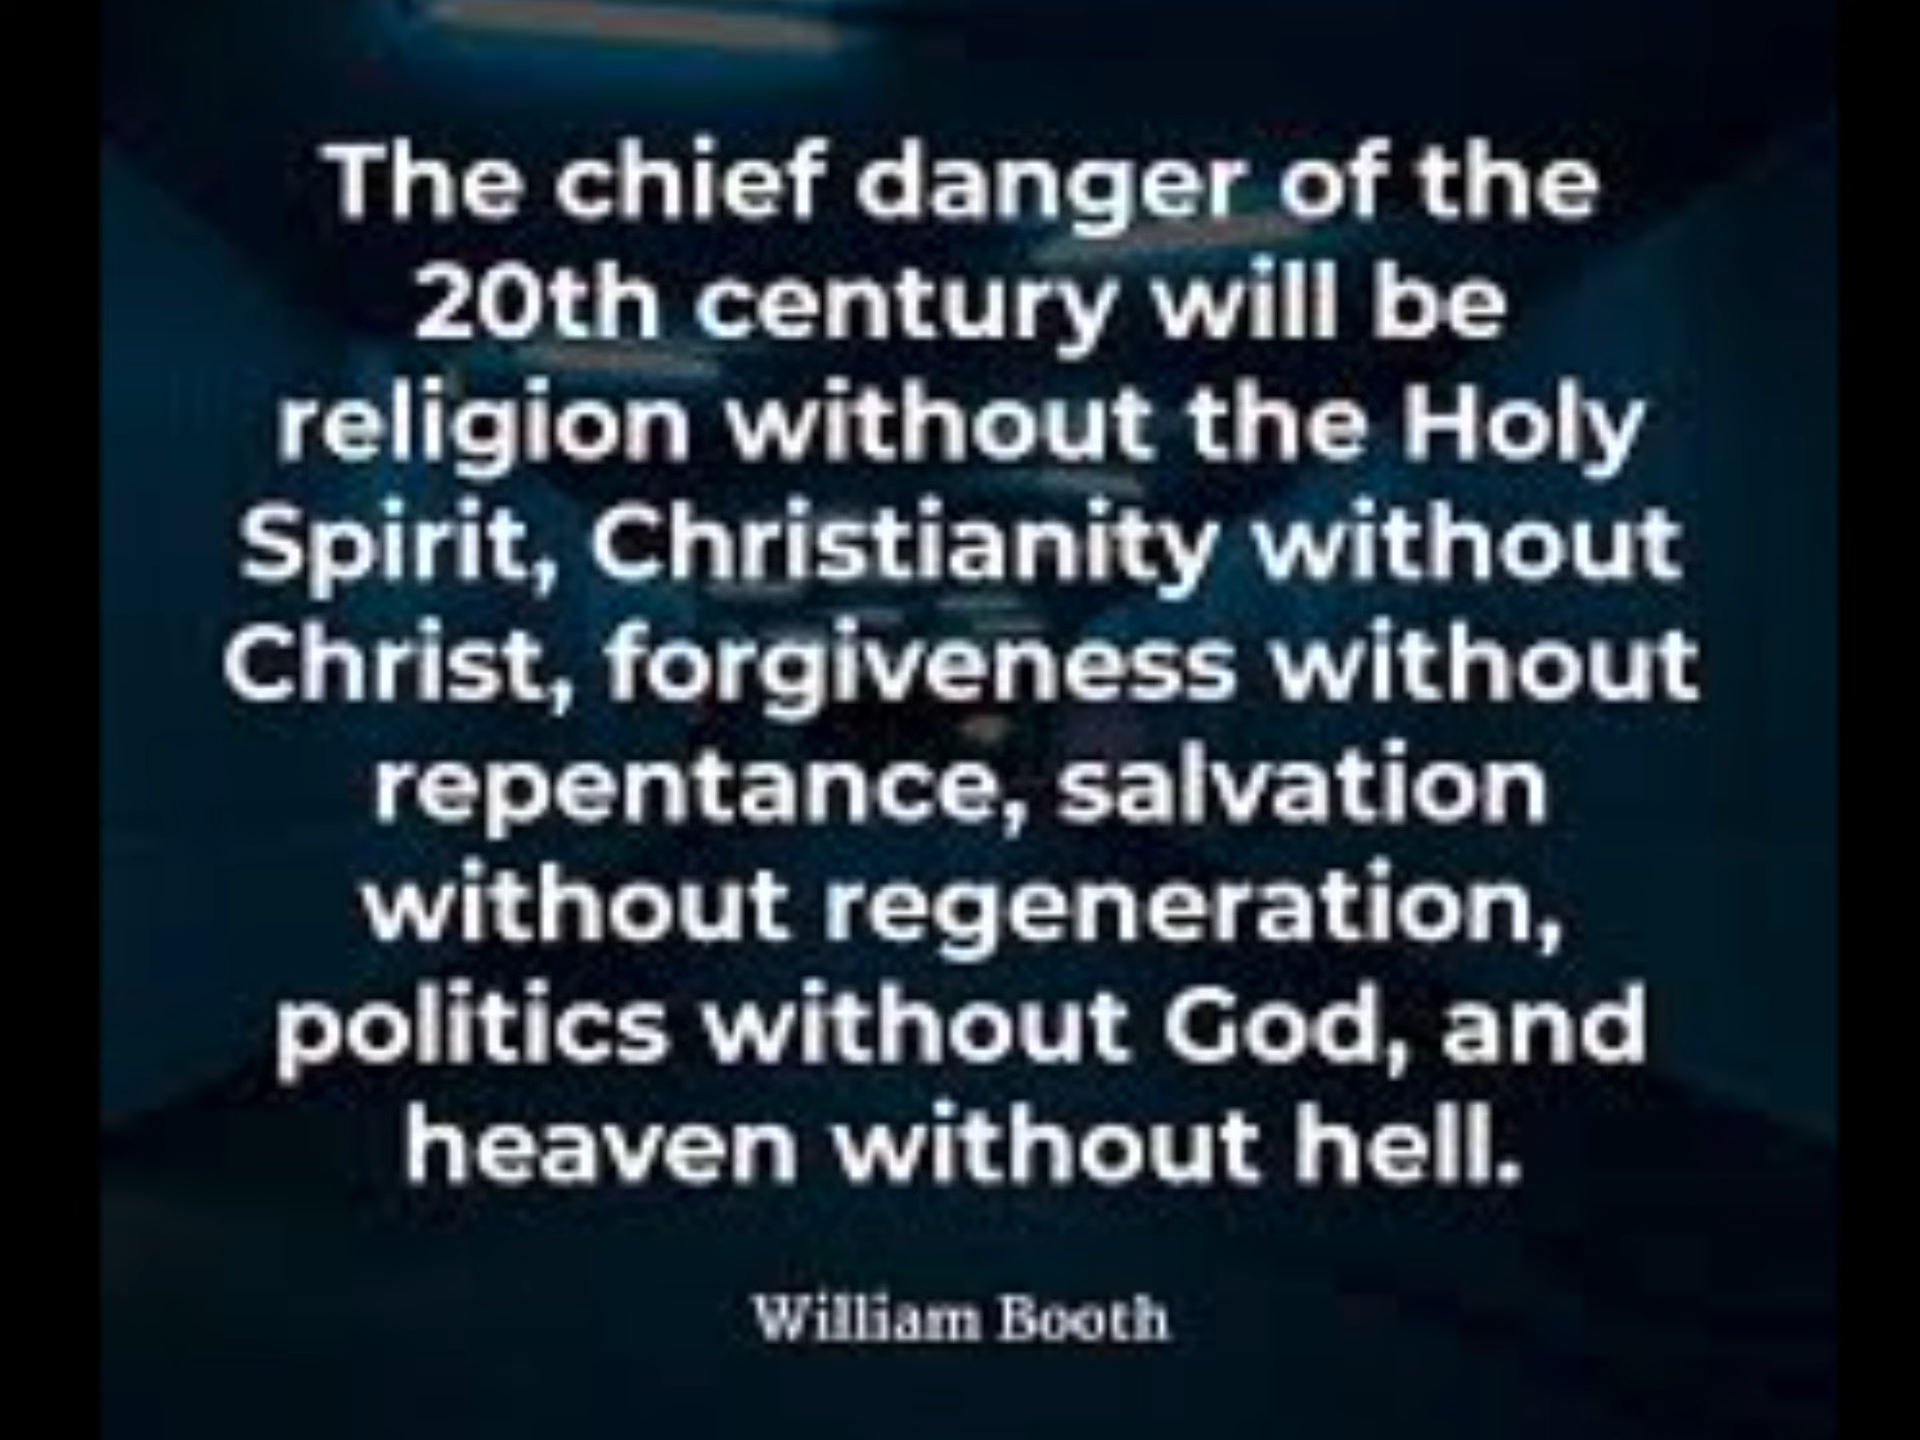 The chief danger of the
20th century will be
religion without the Holy
Spirit, Christianity without
Christ, forgiveness without
repentance, salvation
without regeneration,
politics without God, and
heaven without hell.
William Booth